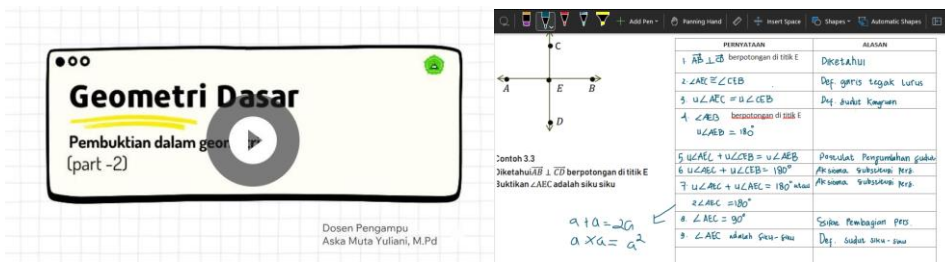 Geometri Dasar
Pembuktian dalam
(part -2)
Dosen Pengampu
Aska Muta Yuliani, M.Pd
Add Pen
Panning Hand
Insert Space
Shapes
Automatic Shapes
C
A E B
D
Contoh 3.3
Diketahui AB ⊥ CD berpotongan di titik E
Buktikan ∠AEC adalah siku siku
a + a = 2a
a × a = a²
PERNYATAAN ALASAN
1. AB ⊥ CD berpotongan di titik E Diketahui
2. ∠AEC ≅ ∠CEB Def. garis tegak lurus
3. u∠AEC = u∠CEB Def. sudut kongruen
4. ∠AEB berpotongan di titik E
u∠AEB = 180°
5. u∠AEC + u∠CEB = u∠AEB Postulat Penjumlahan
6. u∠AEC + u∠CEB = 180° Aksioma Substitusi Pers.
7. u∠AEC + u∠AEC = 180° atau Aksioma Substitusi Pers.
2∠AEC = 180°
8. ∠AEC = 90° Pembagian Pers
9. ∠AEC adalah siku-siku Def. sudut siku-siku